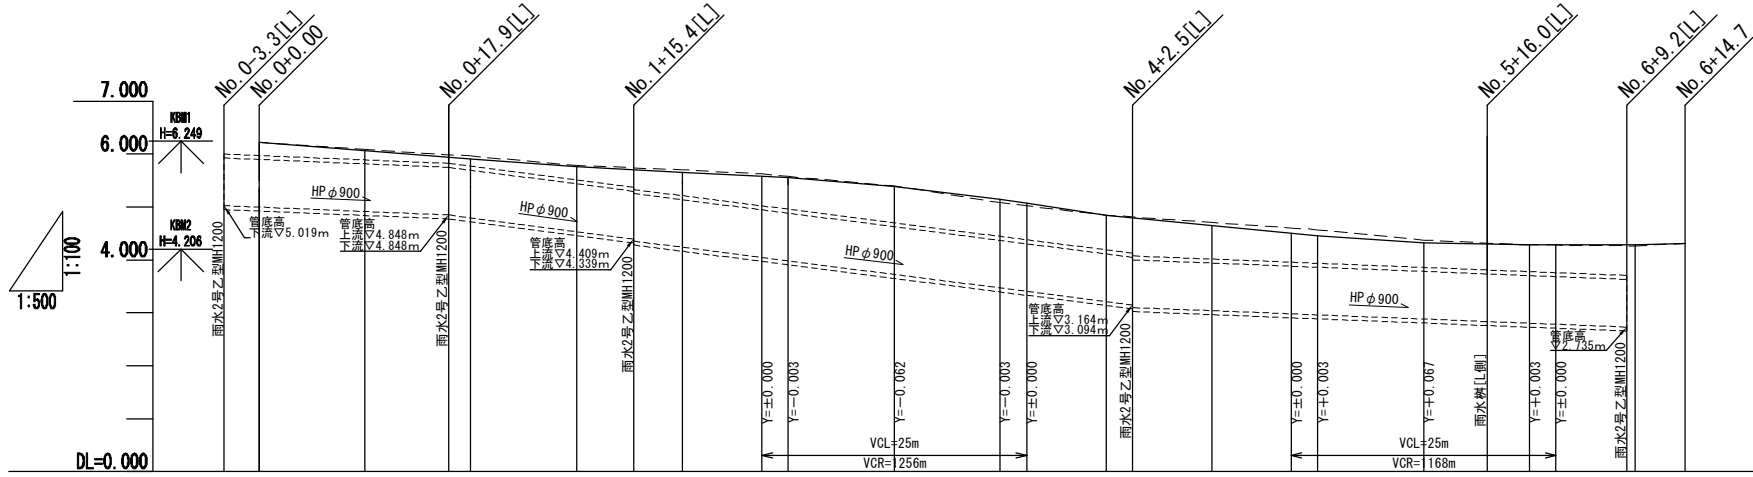 No.0-3.3[L]
No.0+0.00
No.0+17.9[L]
No.1+15.4[L]
No.4+2.5[L]
No.5+16.0[L]
No.6+9.2[L]
No.6+14.7
7.000
KBM1
H=6.249
6.000
KBM2
H=4.206
4.000
1:100
1:500
DL=0.000
HPφ900
HPφ900
HPφ900
HPφ900
管底高
下流▽5.019m
管底高
上流▽4.848m
下流▽4.848m
管底高
上流▽4.409m
下流▽4.339m
管底高
上流▽3.164m
下流▽3.094m
管底高
▽2.735m
雨水2号乙型MH1200
雨水2号乙型MH1200
雨水2号乙型MH1200
雨水2号乙型MH1200
雨水桝[L側]
雨水2号乙型MH1200
Y=±0.000
Y=-0.003
Y=-0.062
Y=-0.003
Y=±0.000
Y=±0.000
Y=+0.003
Y=+0.067
Y=+0.003
Y=±0.000
VCL=25m
VCR=1256m
VCL=25m
VCR=1168m